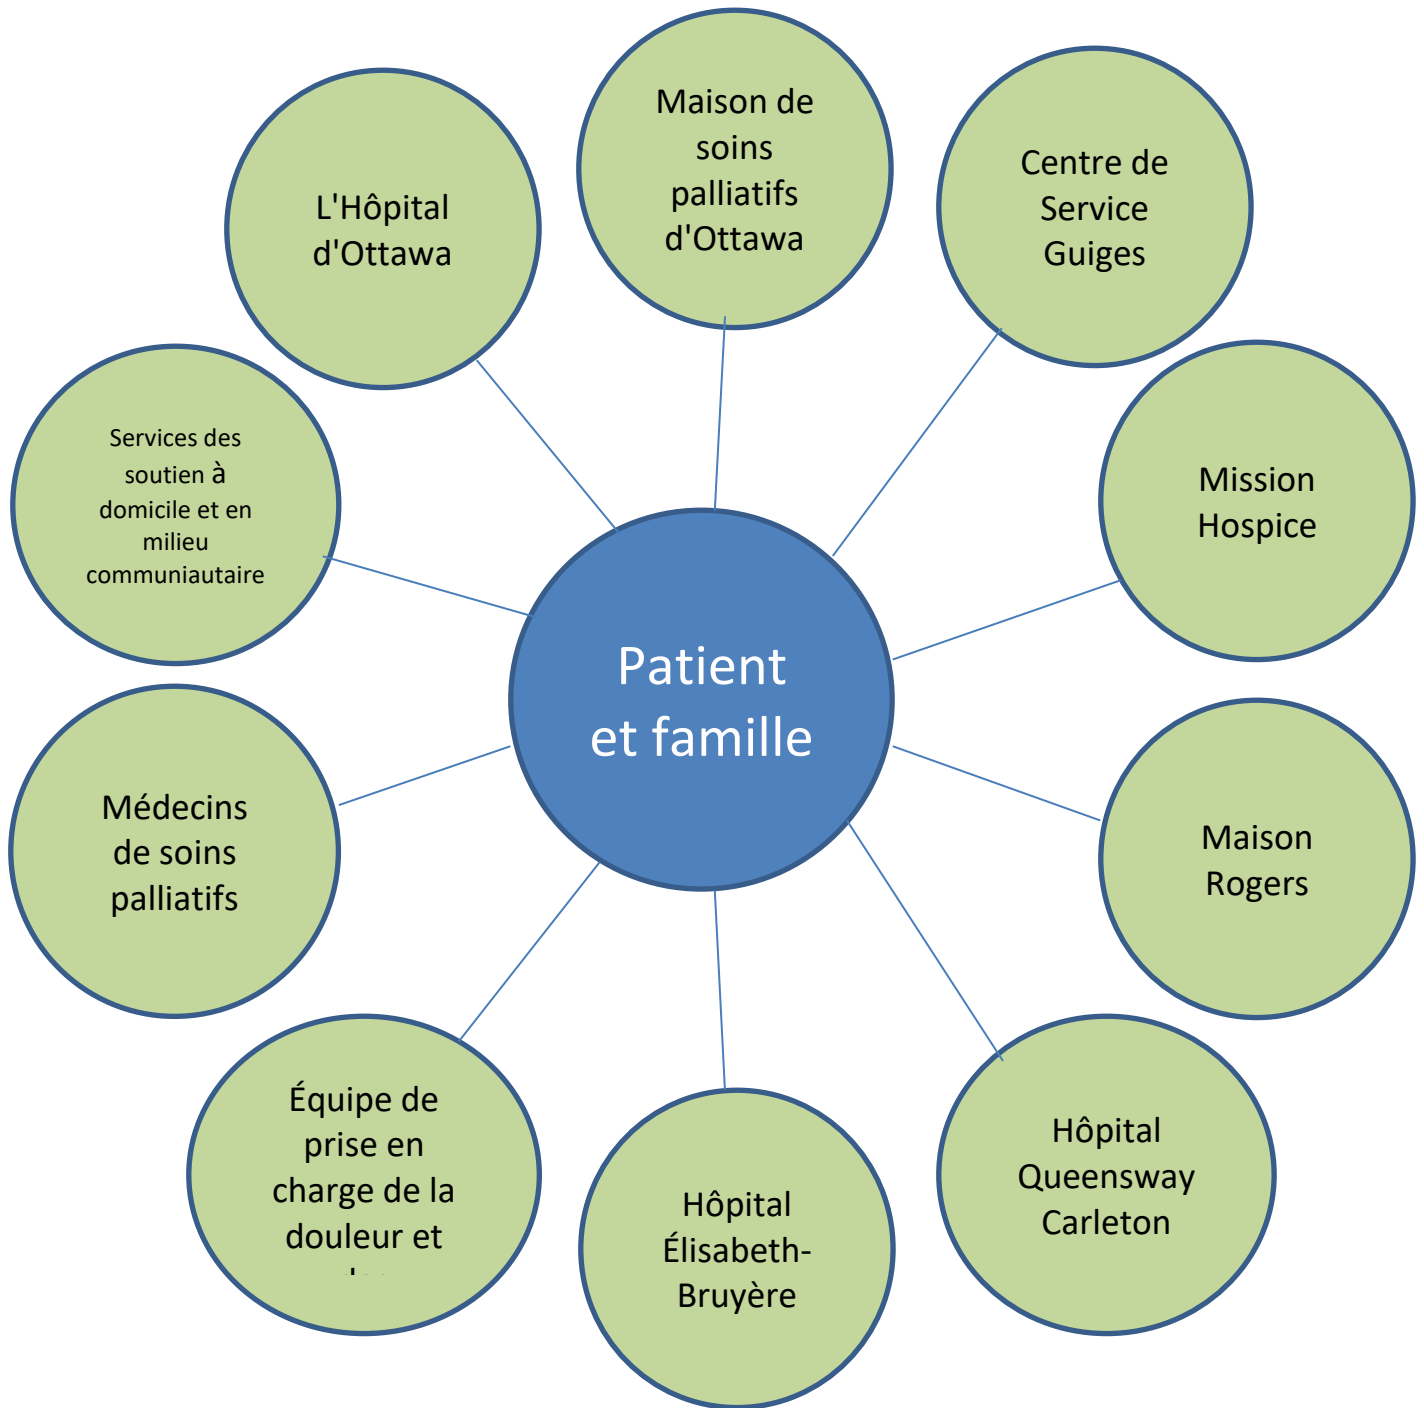 Maison de
soins
palliatifs
d'Ottawa
Centre de
Service
Guiges
Mission
Hospice
Maison
Rogers
Hôpital
Queensway
Carleton
Hôpital
Élisabeth-
Bruyère
Équipe de
prise en
charge de la
douleur et
Médecins
de soins
palliatifs
Services des
soutien à
domicile et en
milieu
communiautaire
L'Hôpital
d'Ottawa
Patient
et famille